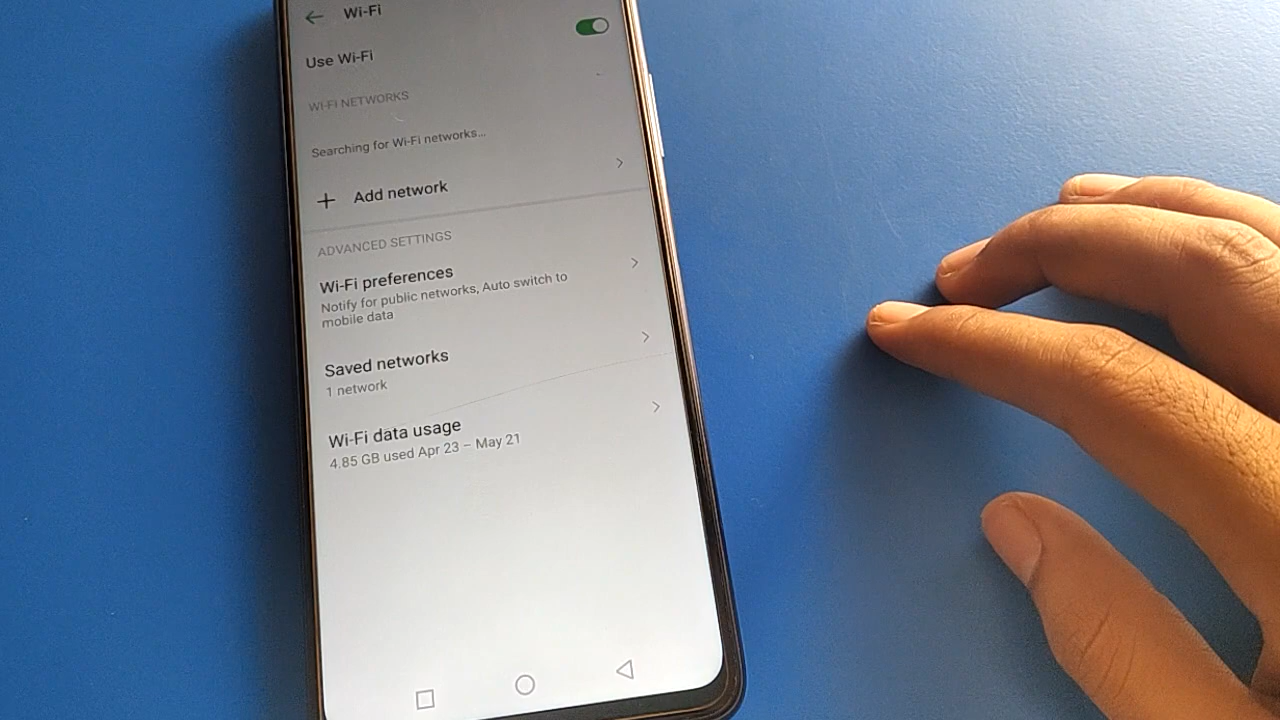 Wi-Fi
Use Wi-Fi
WI-FI NETWORKS
Searching for Wi-Fi networks...
Add network
ADVANCED SETTINGS
Wi-Fi preferences
Notify for public networks, Auto switch to
mobile data
Saved networks
1 network
Wi-Fi data usage
4.85 GB used Apr 23 – May 21